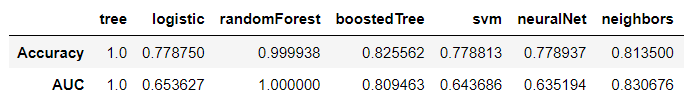 tree logistic randomForest boostedTree svm neuralNet neighbors
Accuracy 1.0 0.778750 0.999938 0.825562 0.778813 0.778937 0.813500
AUC 1.0 0.653627 1.000000 0.809463 0.643686 0.635194 0.830676